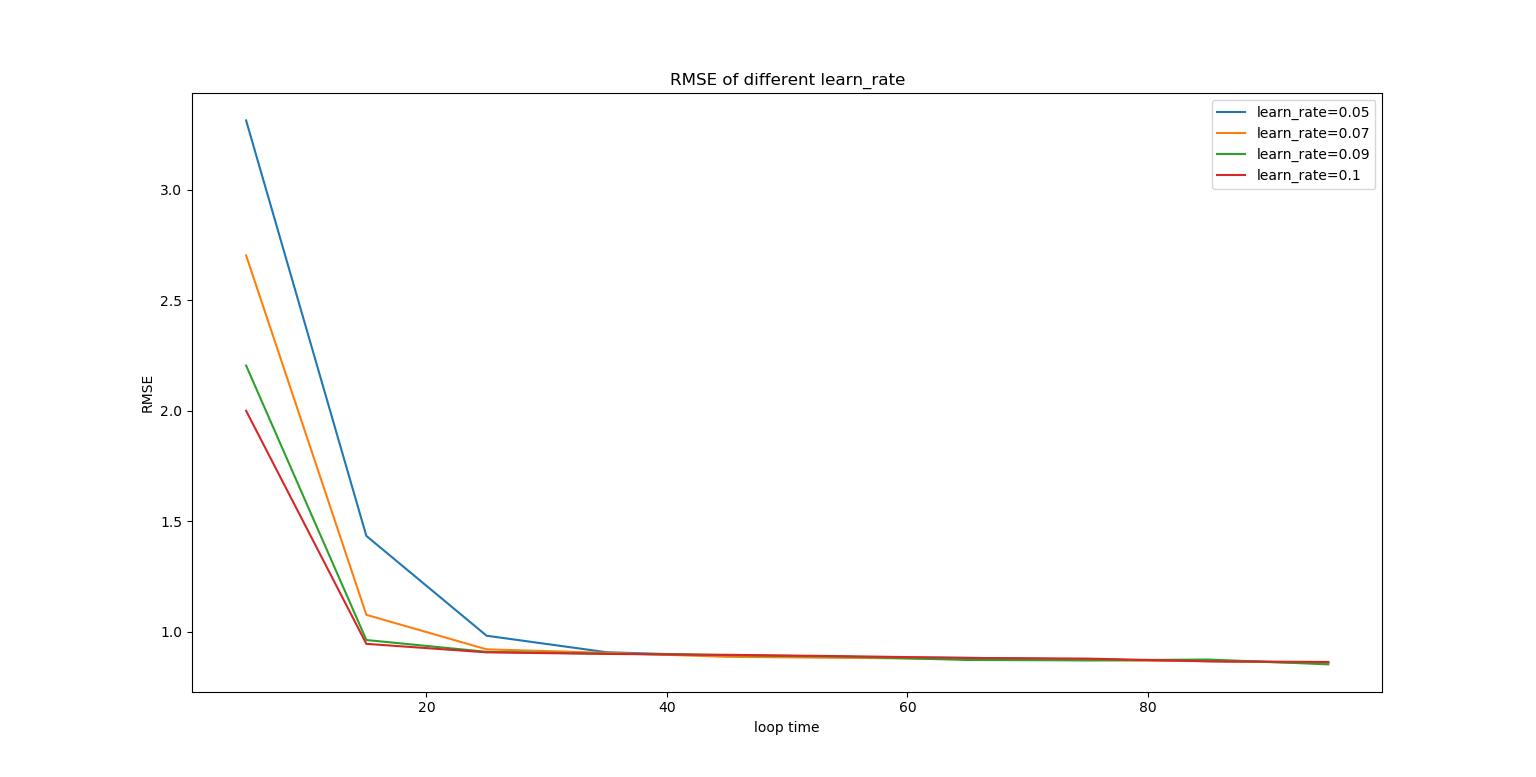 RMSE of different learn_rate
learn_rate=0.05
learn_rate=0.07
learn_rate=0.09
learn_rate=0.1
3.0
2.5
2.0
1.5
1.0
RMSE
20
40
60
80
loop time